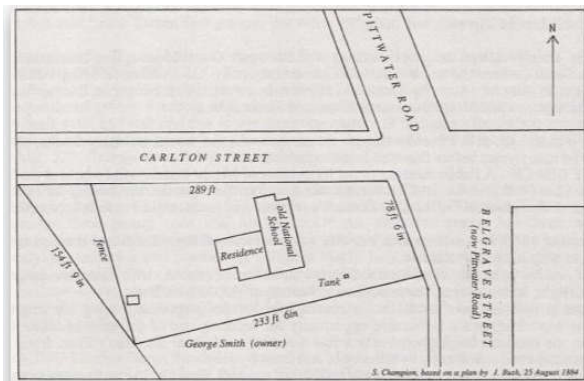 PITTWATER ROAD
N
CARLTON STREET
289 ft
78 ft 6 in
154 ft 9 in
fence
old National
School
Residence
Tank
BELGRAVE STREET
(now Pittwater Road)
233 ft 6in
George Smith (owner)
S. Champion, based on a plan by J. Bush, 25 August 1864